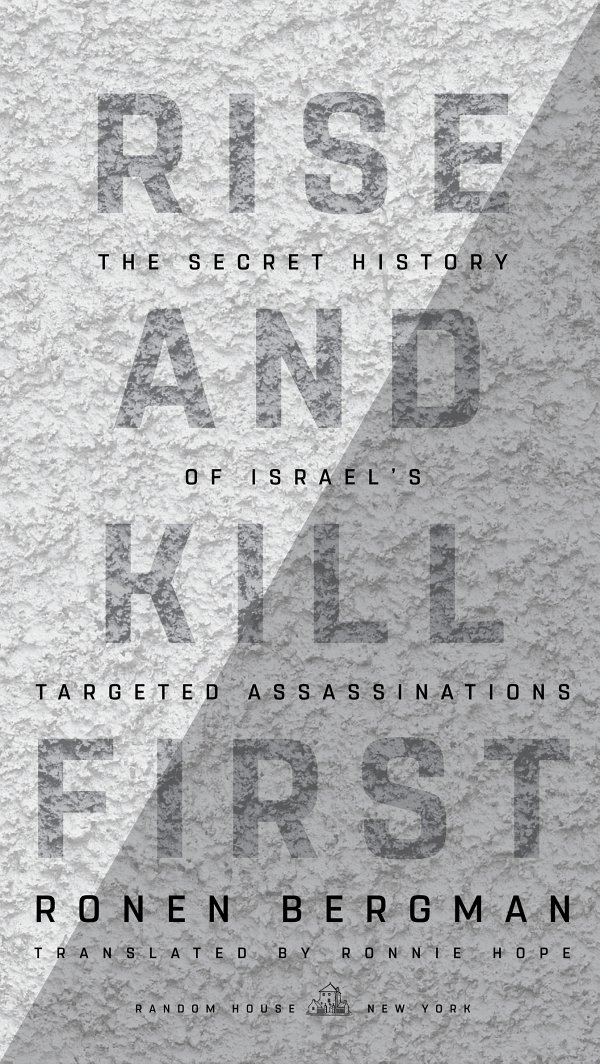 RISE
THE SECRET HISTORY
AND
OF ISRAEL'S
KILL
TARGETED ASSASSINATIONS
FIRST
RONEN BERGMAN
TRANSLATED BY RONNIE HOPE
RANDOM HOUSE NEW YORK